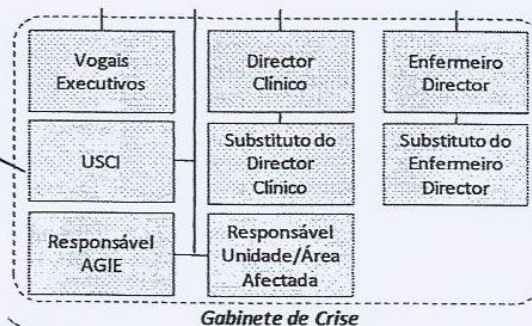 Vogais
Executivos
Director
Clínico
Enfermeiro
Director
USCI
Substituto do
Director
Clínico
Substituto do
Enfermeiro
Director
Responsável
AGIE
Responsável
Unidade/Área
Afectada
Gabinete de Crise